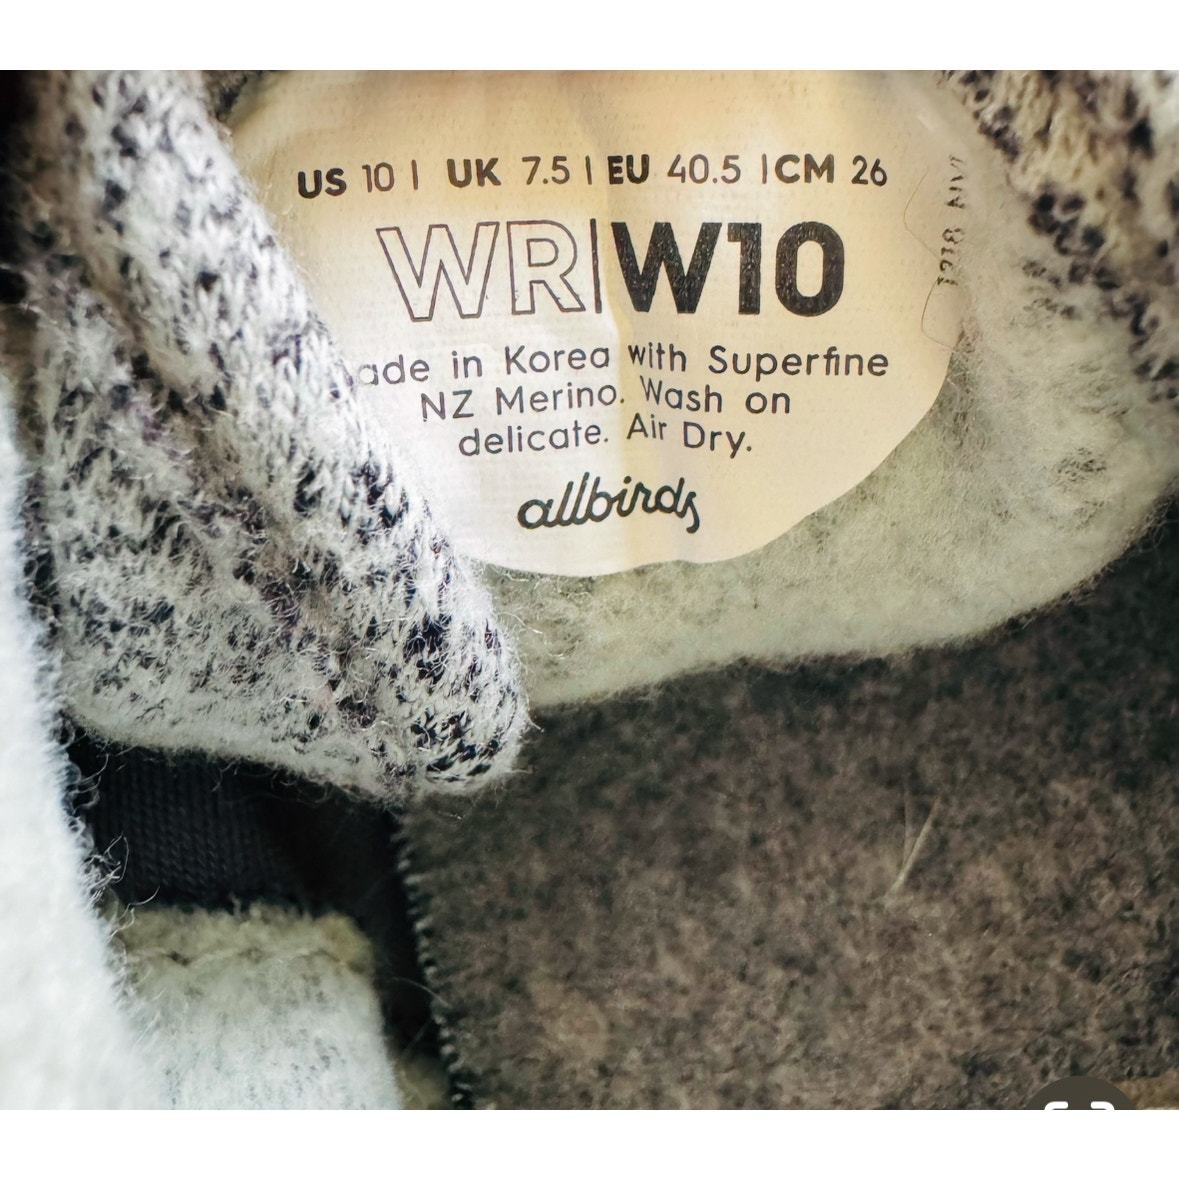 US 10 | UK 7.5 | EU 40.5 | CM 26
WR|W10
ade in Korea with Superfine
NZ Merino. Wash on
delicate. Air Dry.
allbirds